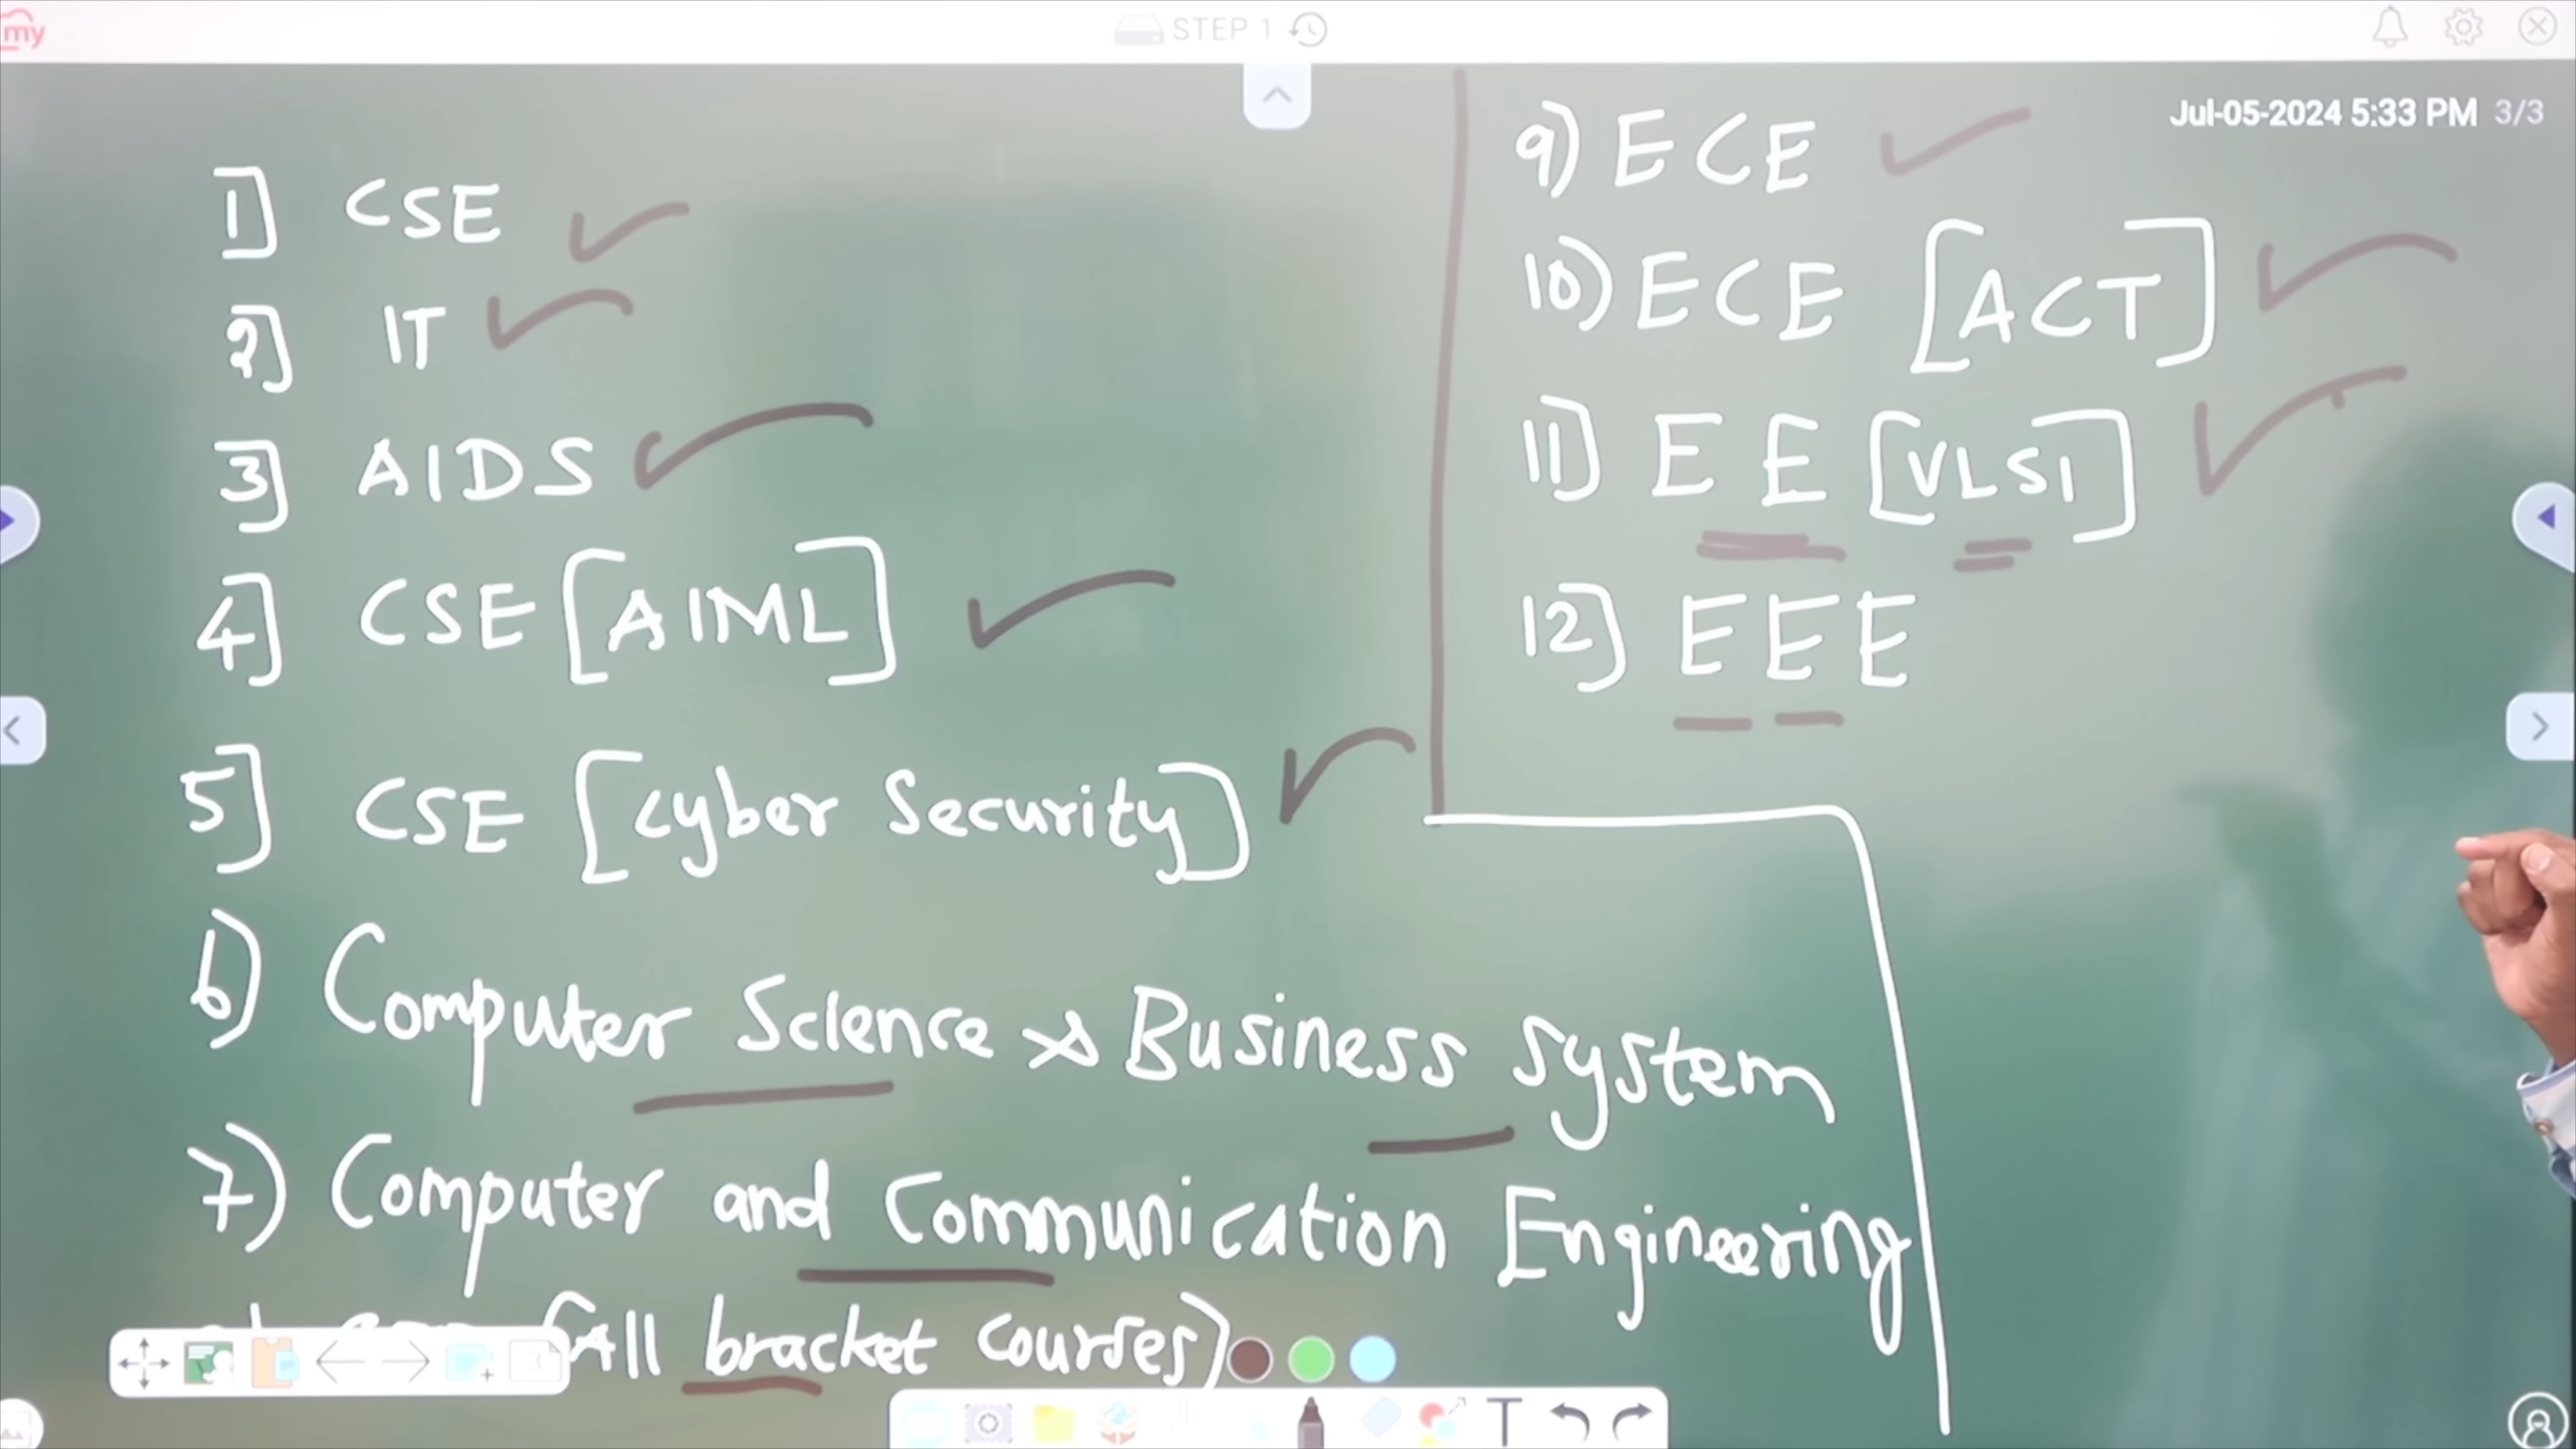 my
STEP 1
Jul-05-2024 5:33 PM 3/3
1] CSE
2] IT
3] AIDS
4] CSE [AIML]
5] CSE [Cyber Security]
6) Computer Science & Business System
7) Computer and Communication Engineering
(All bracket courses)
9) ECE
10) ECE [ACT]
11) EE [VLSI]
12) EEE
3
T